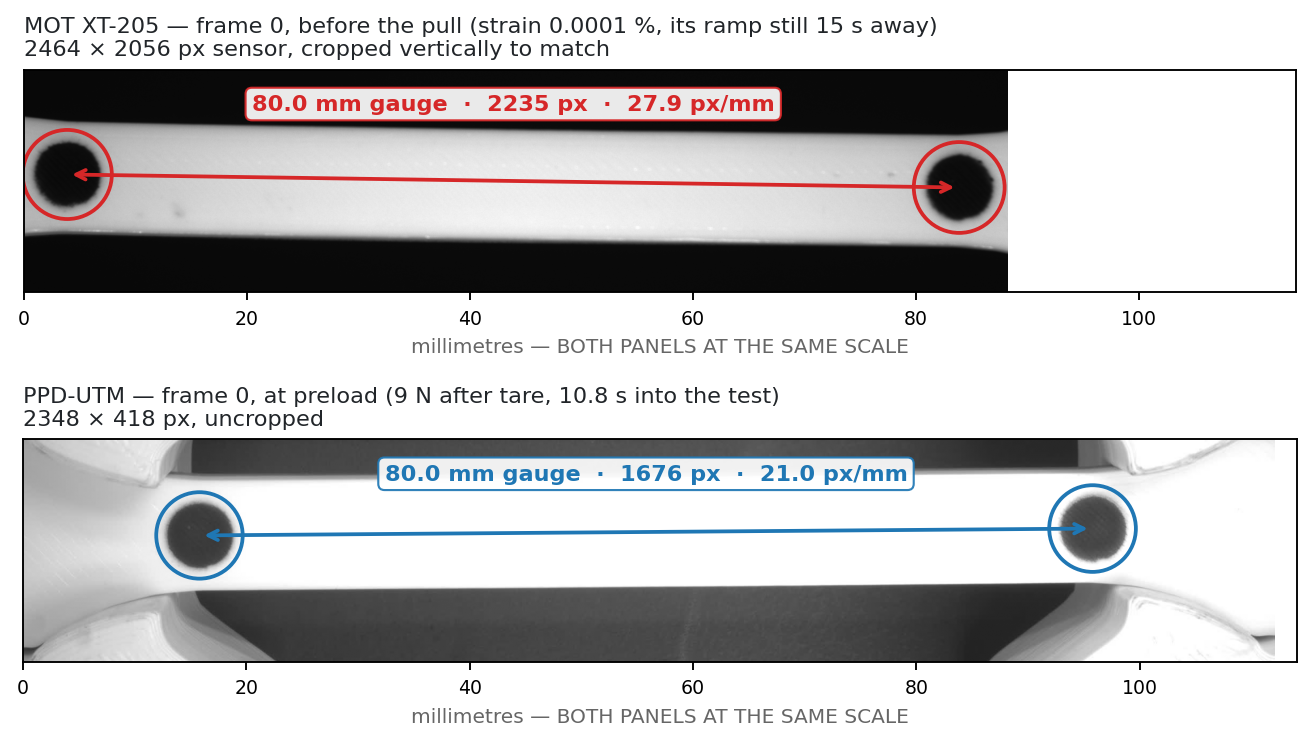 MOT XT-205 — frame 0, before the pull (strain 0.0001 %, its ramp still 15 s away)
2464 × 2056 px sensor, cropped vertically to match
80.0 mm gauge · 2235 px · 27.9 px/mm
0 20 40 60 80 100
millimetres — BOTH PANELS AT THE SAME SCALE
PPD-UTM — frame 0, at preload (9 N after tare, 10.8 s into the test)
2348 × 418 px, uncropped
80.0 mm gauge · 1676 px · 21.0 px/mm
0 20 40 60 80 100
millimetres — BOTH PANELS AT THE SAME SCALE